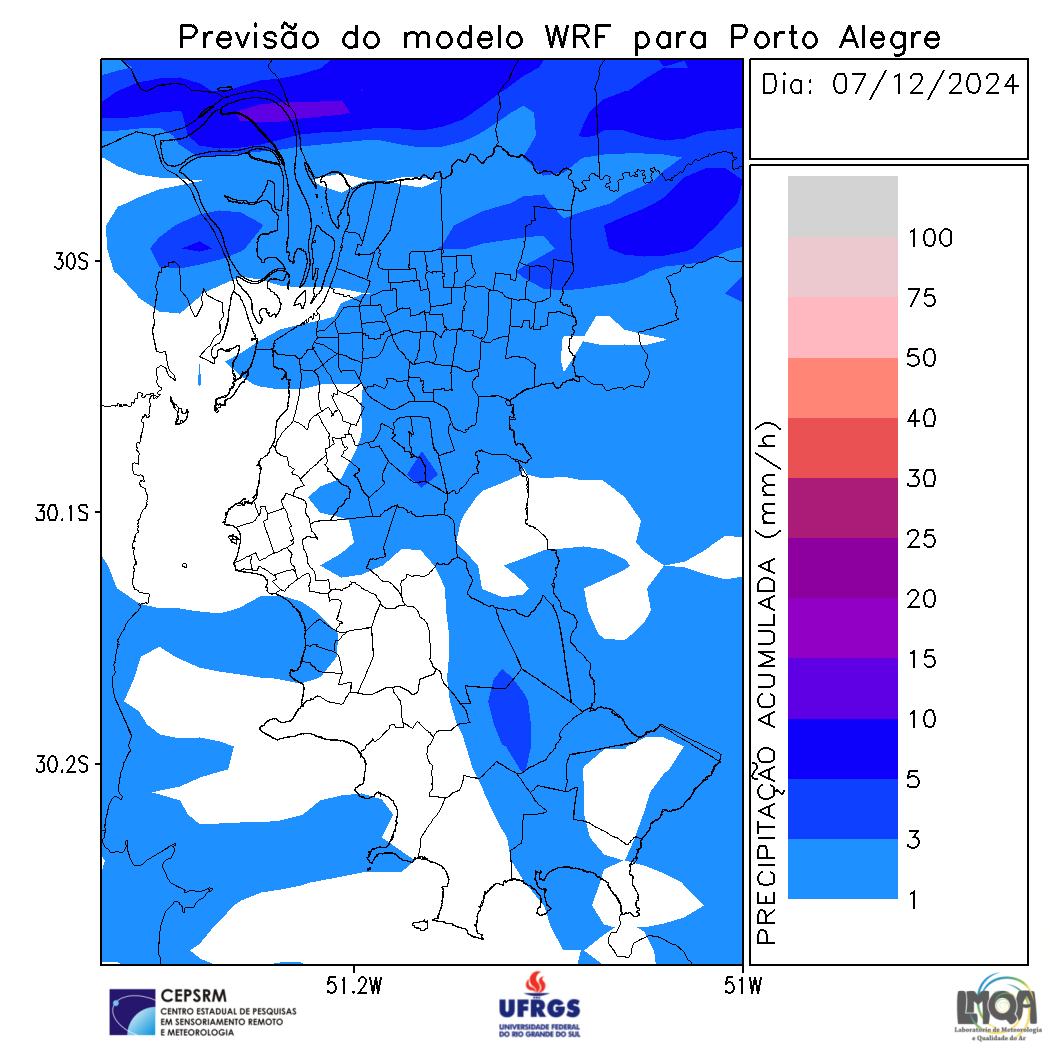 Previsão do modelo WRF para Porto Alegre
Dia: 07/12/2024
30S
30.1S
30.2S
51.2W
51W
PRECIPITAÇÃO ACUMULADA (mm/h)
100
75
50
40
30
25
20
15
10
5
3
1
CEPSRM
CENTRO ESTADUAL DE PESQUISAS
EM SENSORIAMENTO REMOTO
E METEOROLOGIA
UFRGS
UNIVERSIDADE FEDERAL
DO RIO GRANDE DO SUL
LMQA
Laboratório de Meteorologia
e Qualidade do Ar